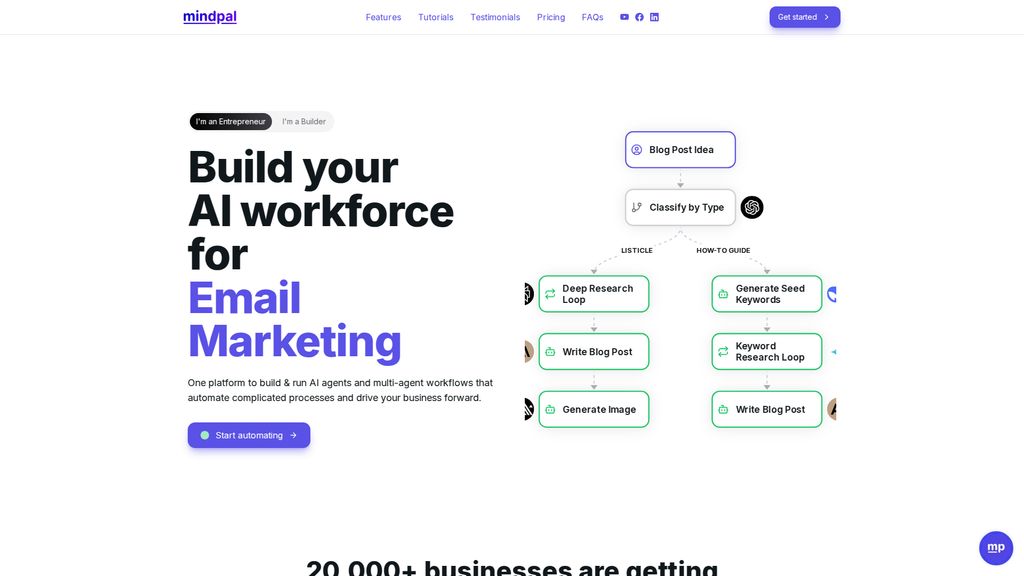 mindpal
Features
Tutorials
Testimonials
Pricing
FAQs
Get started
I'm an Entrepreneur
I'm a Builder
Build your
AI workforce
for
Email
Marketing
One platform to build & run AI agents and multi-agent workflows that
automate complicated processes and drive your business forward.
Start automating
Blog Post Idea
Classify by Type
LISTICLE
HOW-TO GUIDE
Deep Research
Loop
Generate Seed
Keywords
Write Blog Post
Keyword
Research Loop
Generate Image
Write Blog Post
mp
20,000+ businesses are getting